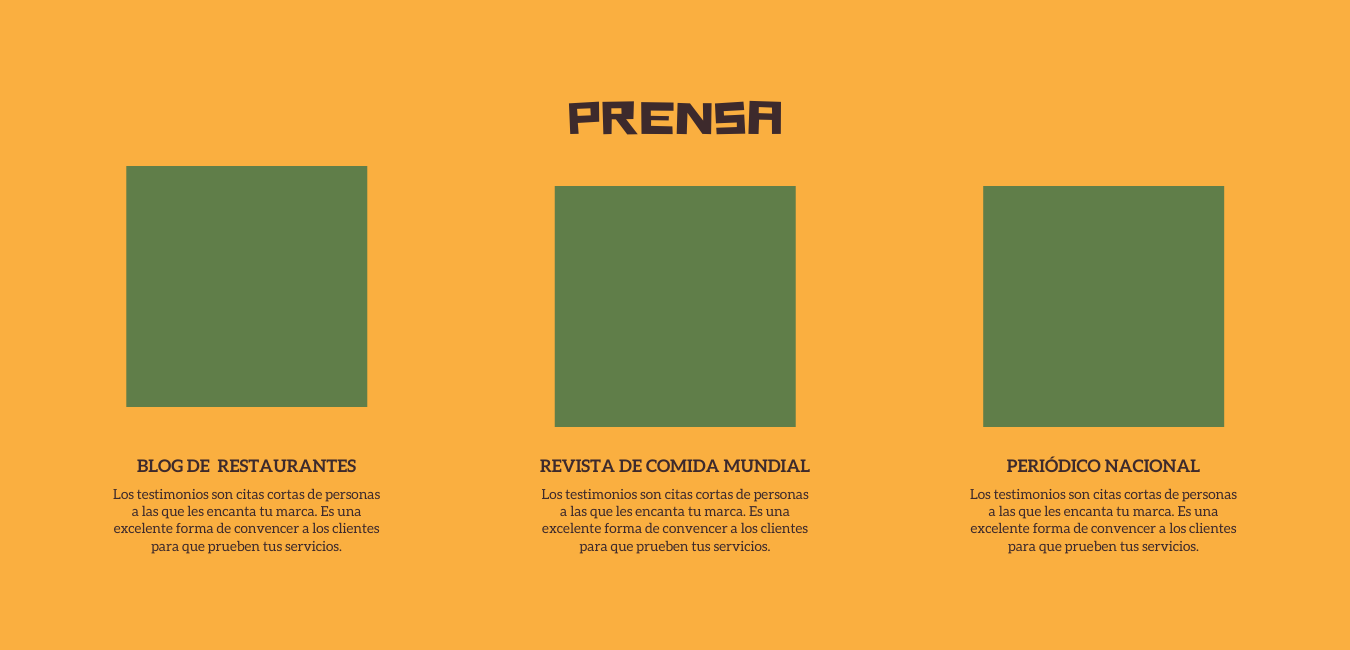 PRENSA
BLOG DE  RESTAURANTES
Los testimonios son citas cortas de personas
a las que les encanta tu marca. Es una
excelente forma de convencer a los clientes
para que prueben tus servicios.
REVISTA DE COMIDA MUNDIAL
Los testimonios son citas cortas de personas
a las que les encanta tu marca. Es una
excelente forma de convencer a los clientes
para que prueben tus servicios.
PERIÓDICO NACIONAL
Los testimonios son citas cortas de personas
a las que les encanta tu marca. Es una
excelente forma de convencer a los clientes
para que prueben tus servicios.